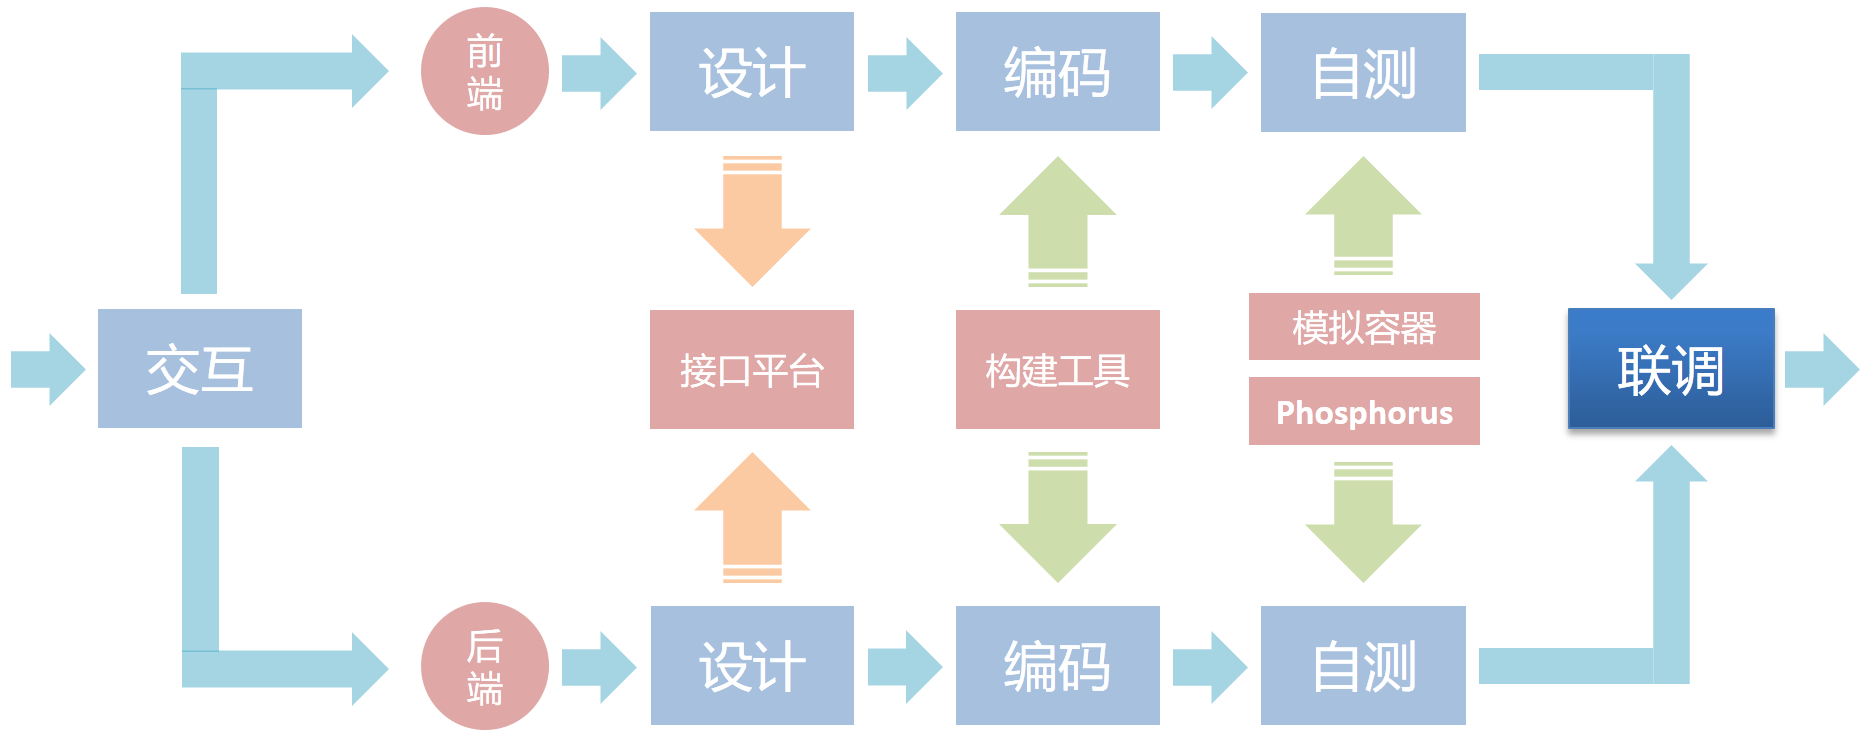 前
端
设计
编码
自测
交互
接口平台
构建工具
模拟容器
Phosphorus
联调
后
端
设计
编码
自测